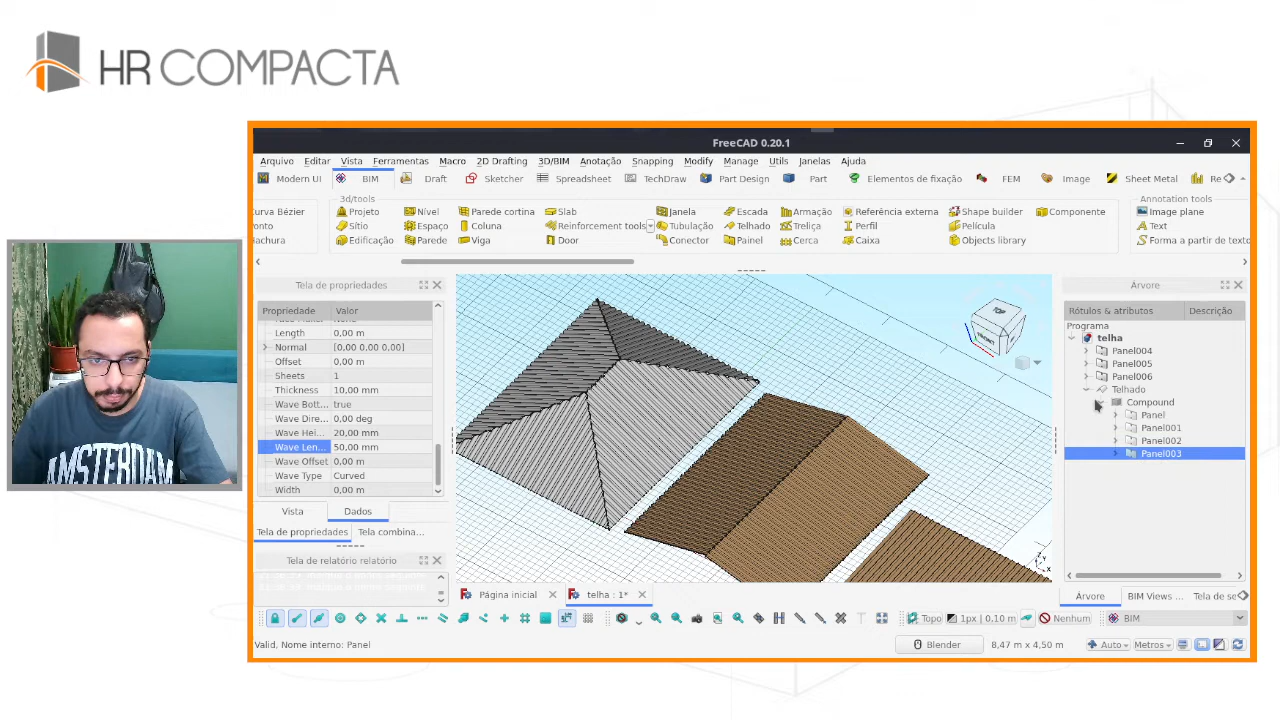 HR COMPACTA
FreeCAD 0.20.1
Arquivo Editar Vista Ferramentas Macro 2D Drafting 3D/BIM Anotação Snapping Modify Manage Utils Janelas Ajuda
Modern UI BIM Draft Sketcher Spreadsheet TechDraw Part Design Part Elementos de fixação FEM Image Sheet Metal Re
3d/tools Annotation tools
Curva Bézier Projeto Nível Parede cortina Slab Janela Escada Armação Referência externa Shape builder Componente Image plane
Sítio Espaço Coluna Reinforcement tools Tubulação Telhado Treliça Perfil Película Text
Edificação Parede Viga Door Conector Painel Cerca Caixa Objects library Forma a partir de texto
Tela de propriedades
Árvore
Propriedade Valor
Rótulos & atributos Descrição
Programa
telha
Panel004
Panel005
Panel006
Telhado
Compound
Panel
Panel001
Panel002
Panel003
Length 0,00 m
Normal [0,00 0,00 0,00]
Offset 0,00 m
Sheets 1
Thickness 10,00 mm
Wave Bott... true
Wave Dire... 0,00 deg
Wave Hei... 20,00 mm
Wave Len... 50,00 mm
Wave Offset 0,00 m
Wave Type Curved
Width 0,00 m
Vista Dados
Tela de propriedades Tela combina...
Tela de relatório relatório
FRONT
AMSTERDAM
Página inicial telha : 1*
Árvore BIM Views ... Tela de se
Topo 1px | 0,10 m Nenhum BIM
Valid, Nome interno: Panel Blender 8,47 m x 4,50 m Auto Metros